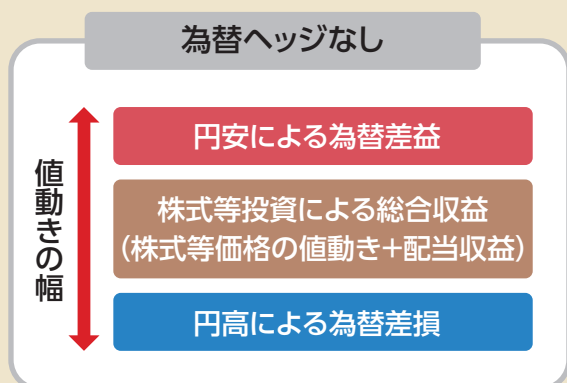 為替ヘッジなし
値動きの幅
円安による為替差益
株式等投資による総合収益
（株式等価格の値動き+配当収益）
円高による為替差損